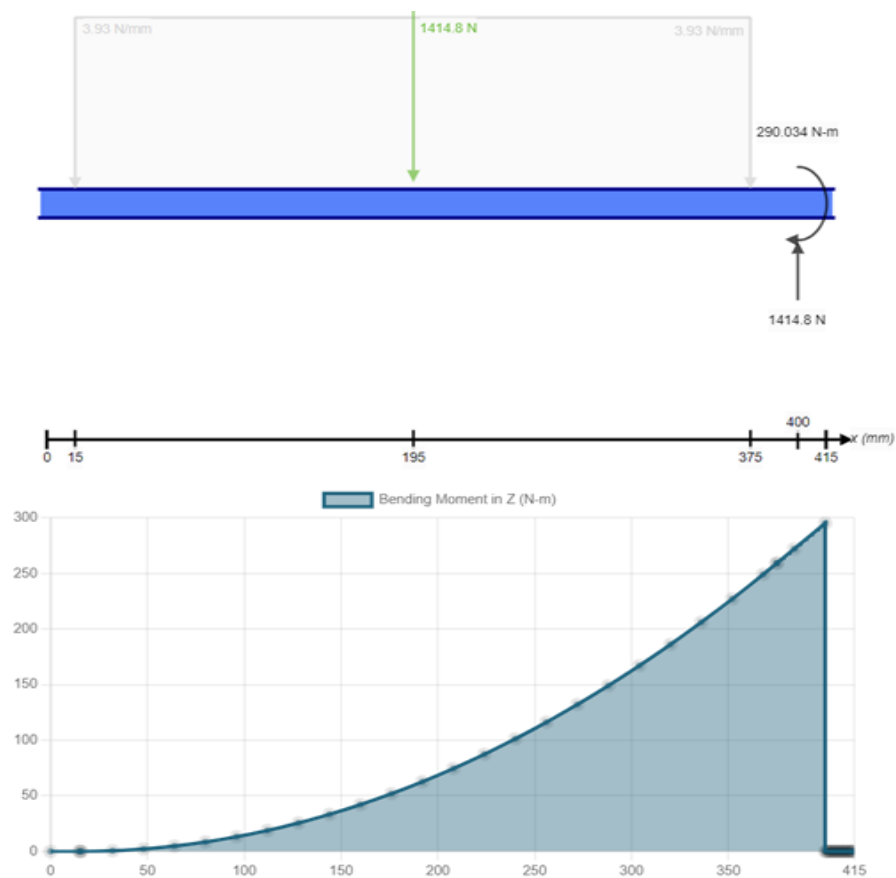 3.93 N/mm 1414.8 N 3.93 N/mm
290.034 N-m
1414.8 N
400
x (mm)
0 15 195 375 415
Bending Moment in Z (N-m)
300
250
200
150
100
50
0
0 50 100 150 200 250 300 350 415